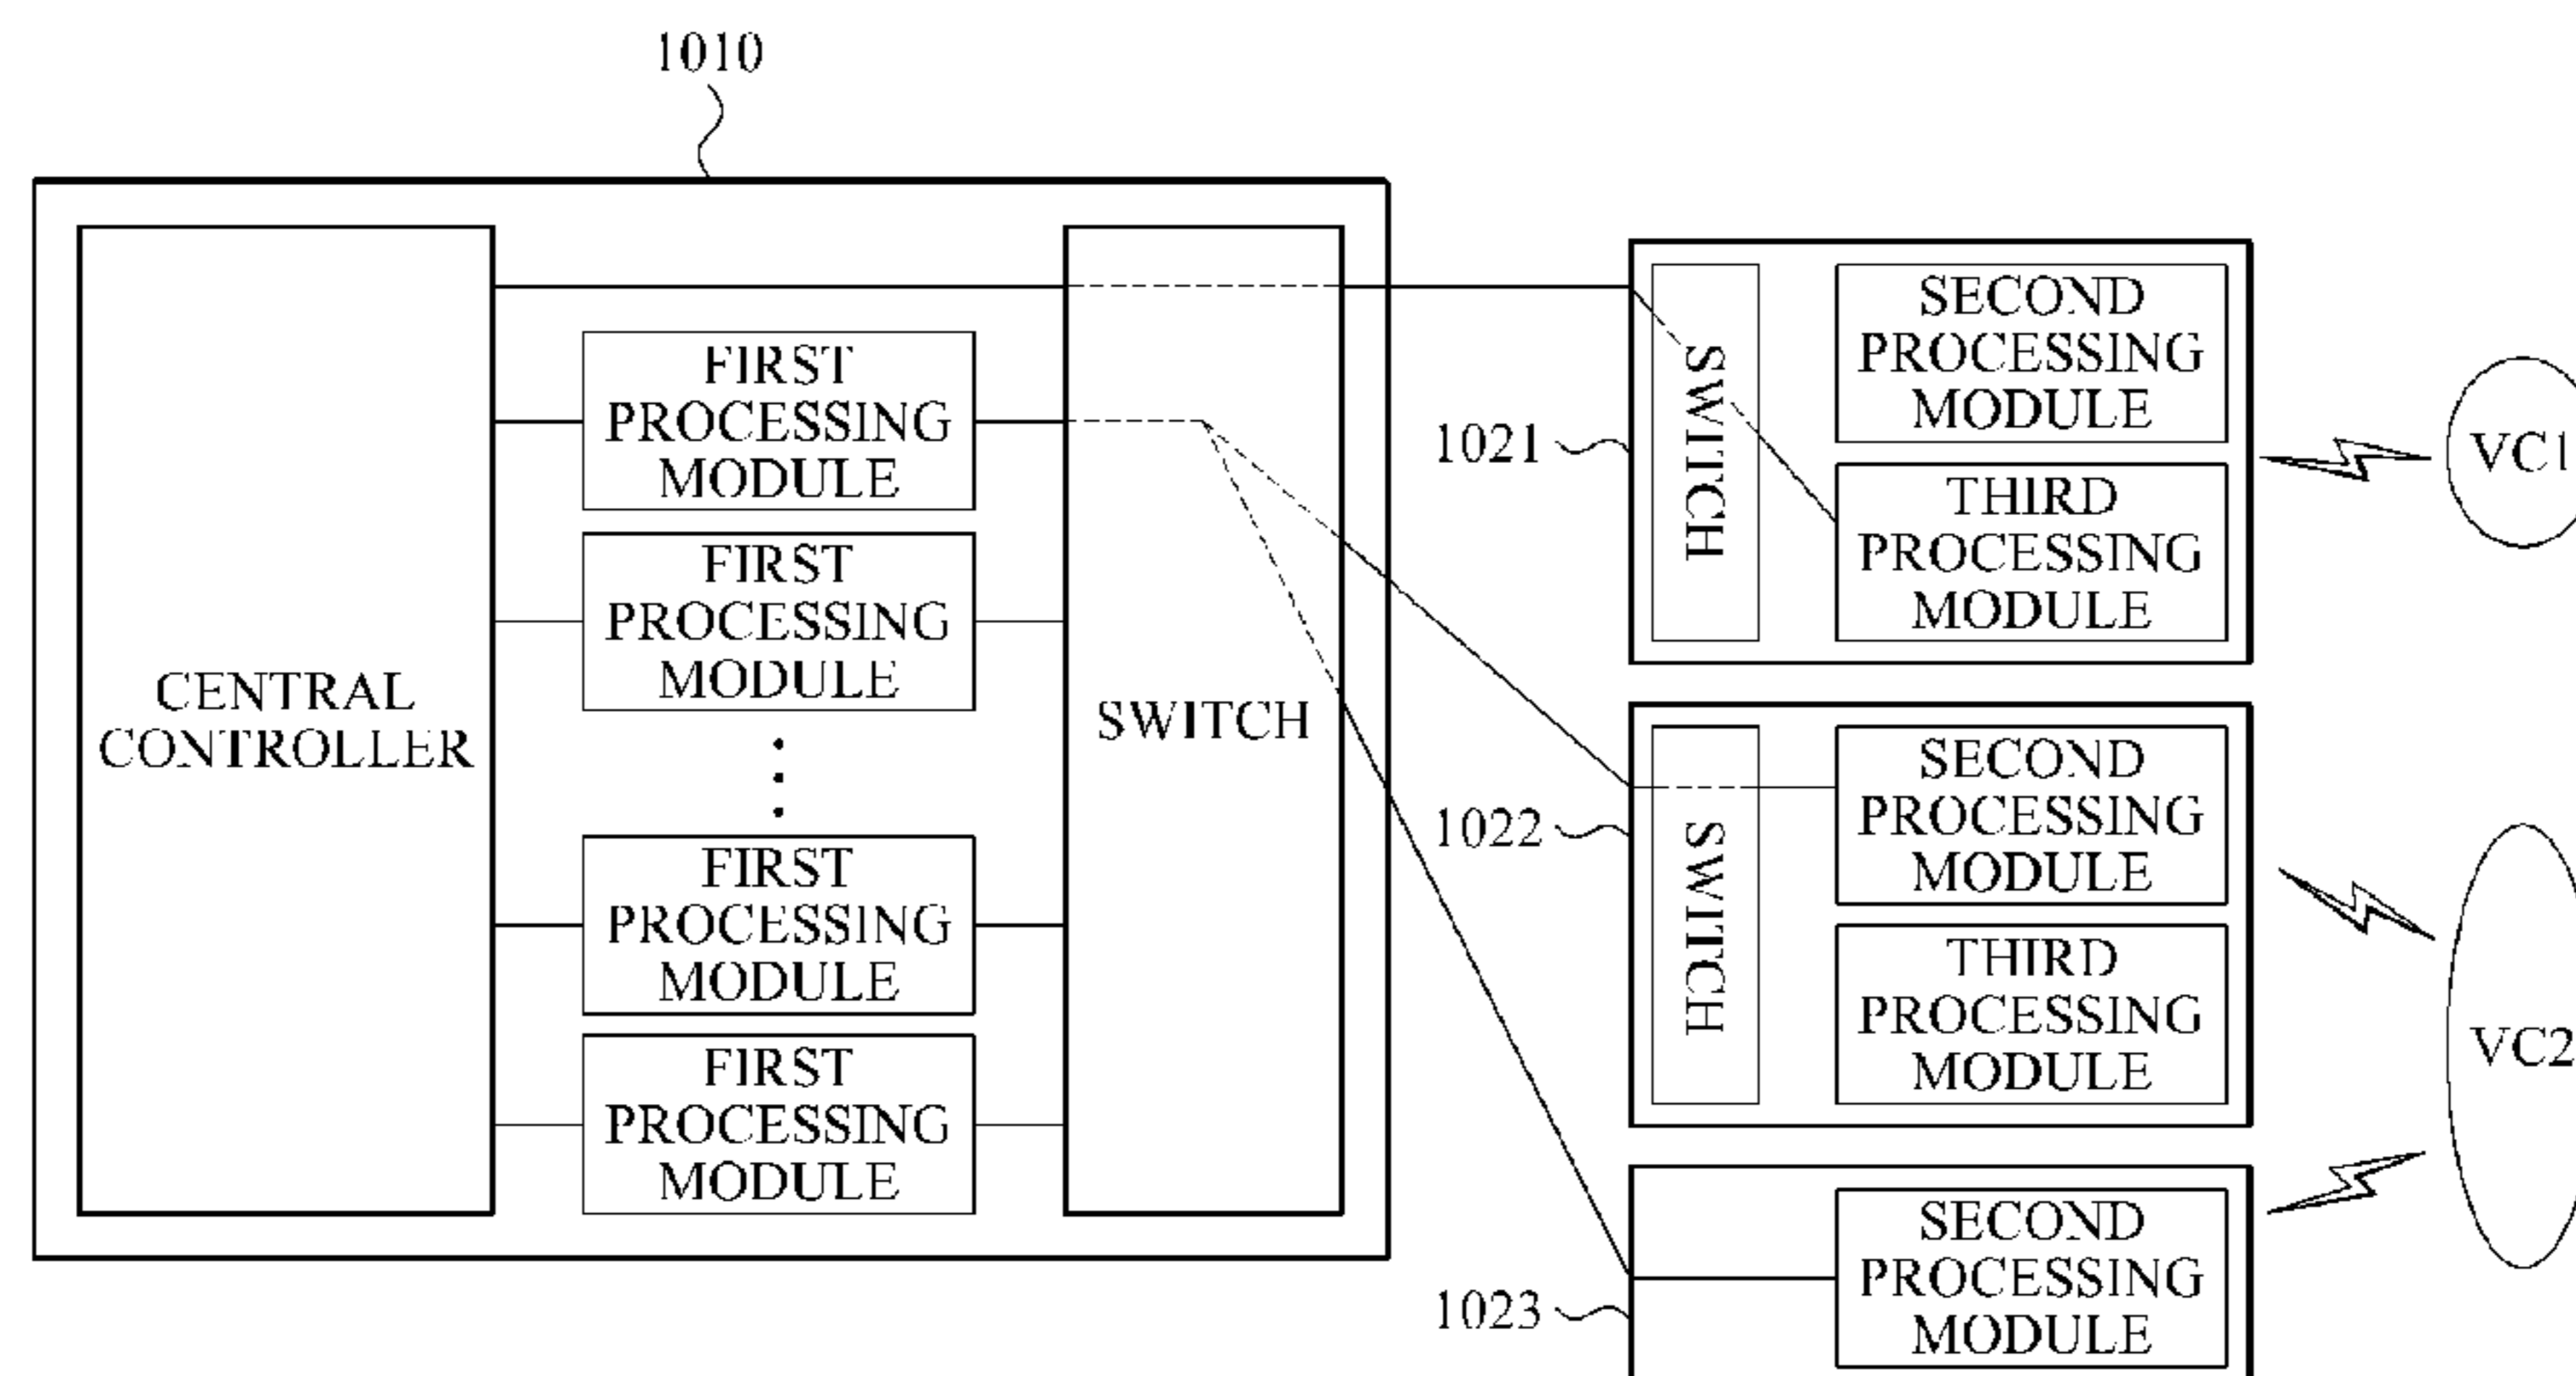 1010
CENTRAL
CONTROLLER
FIRST
PROCESSING
MODULE
FIRST
PROCESSING
MODULE
FIRST
PROCESSING
MODULE
FIRST
PROCESSING
MODULE
SWITCH
1021
SWITCH
SECOND
PROCESSING
MODULE
THIRD
PROCESSING
MODULE
VC1
1022
SWITCH
SECOND
PROCESSING
MODULE
THIRD
PROCESSING
MODULE
VC2
1023
SECOND
PROCESSING
MODULE